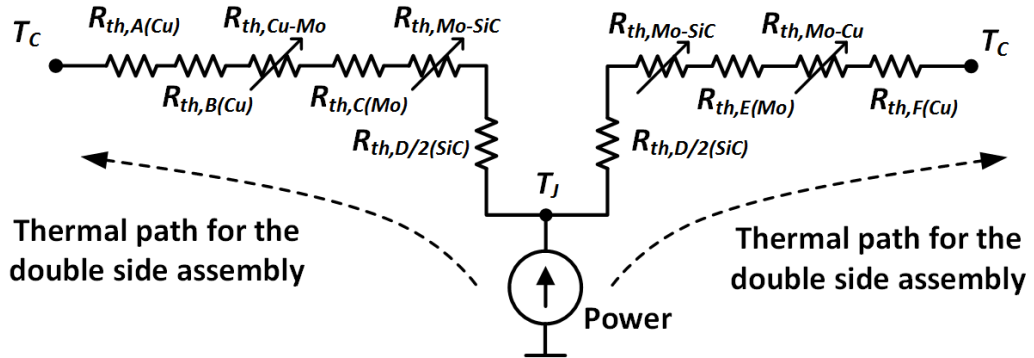 T_C
R_th,A(Cu)
R_th,Cu-Mo
R_th,Mo-SiC
R_th,B(Cu)
R_th,C(Mo)
R_th,D/2(SiC)
R_th,Mo-SiC
R_th,Mo-Cu
T_C
R_th,E(Mo)
R_th,F(Cu)
R_th,D/2(SiC)
T_J
Thermal path for the
double side assembly
Thermal path for the
double side assembly
Power